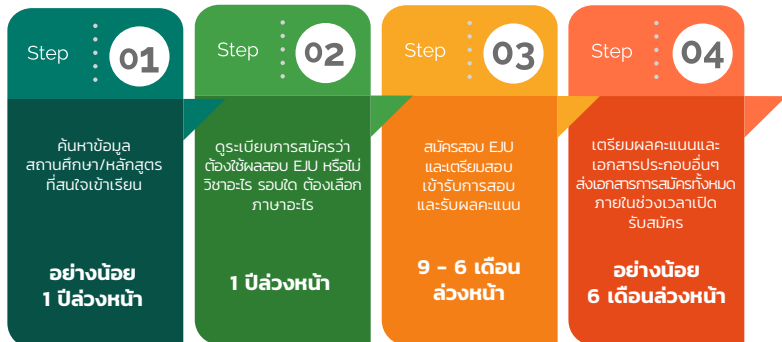 Step 01
ค้นหาข้อมูล
สถานศึกษา/หลักสูตร
ที่สนใจเข้าเรียน
อย่างน้อย
1 ปีล่วงหน้า
Step 02
ดูระเบียบการสมัครว่า
ต้องใช้ผลสอบ EJU หรือไม่
วิชาอะไร รอบใด ต้องเลือก
ภาษาอะไร
1 ปีล่วงหน้า
Step 03
สมัครสอบ EJU
และเตรียมสอบ
เข้ารับการสอบ
และรับผลคะแนน
9 - 6 เดือน
ล่วงหน้า
Step 04
เตรียมผลคะแนนและ
เอกสารประกอบอื่นๆ
ส่งเอกสารการสมัครทั้งหมด
ภายในช่วงเวลาเปิด
รับสมัคร
อย่างน้อย
6 เดือนล่วงหน้า